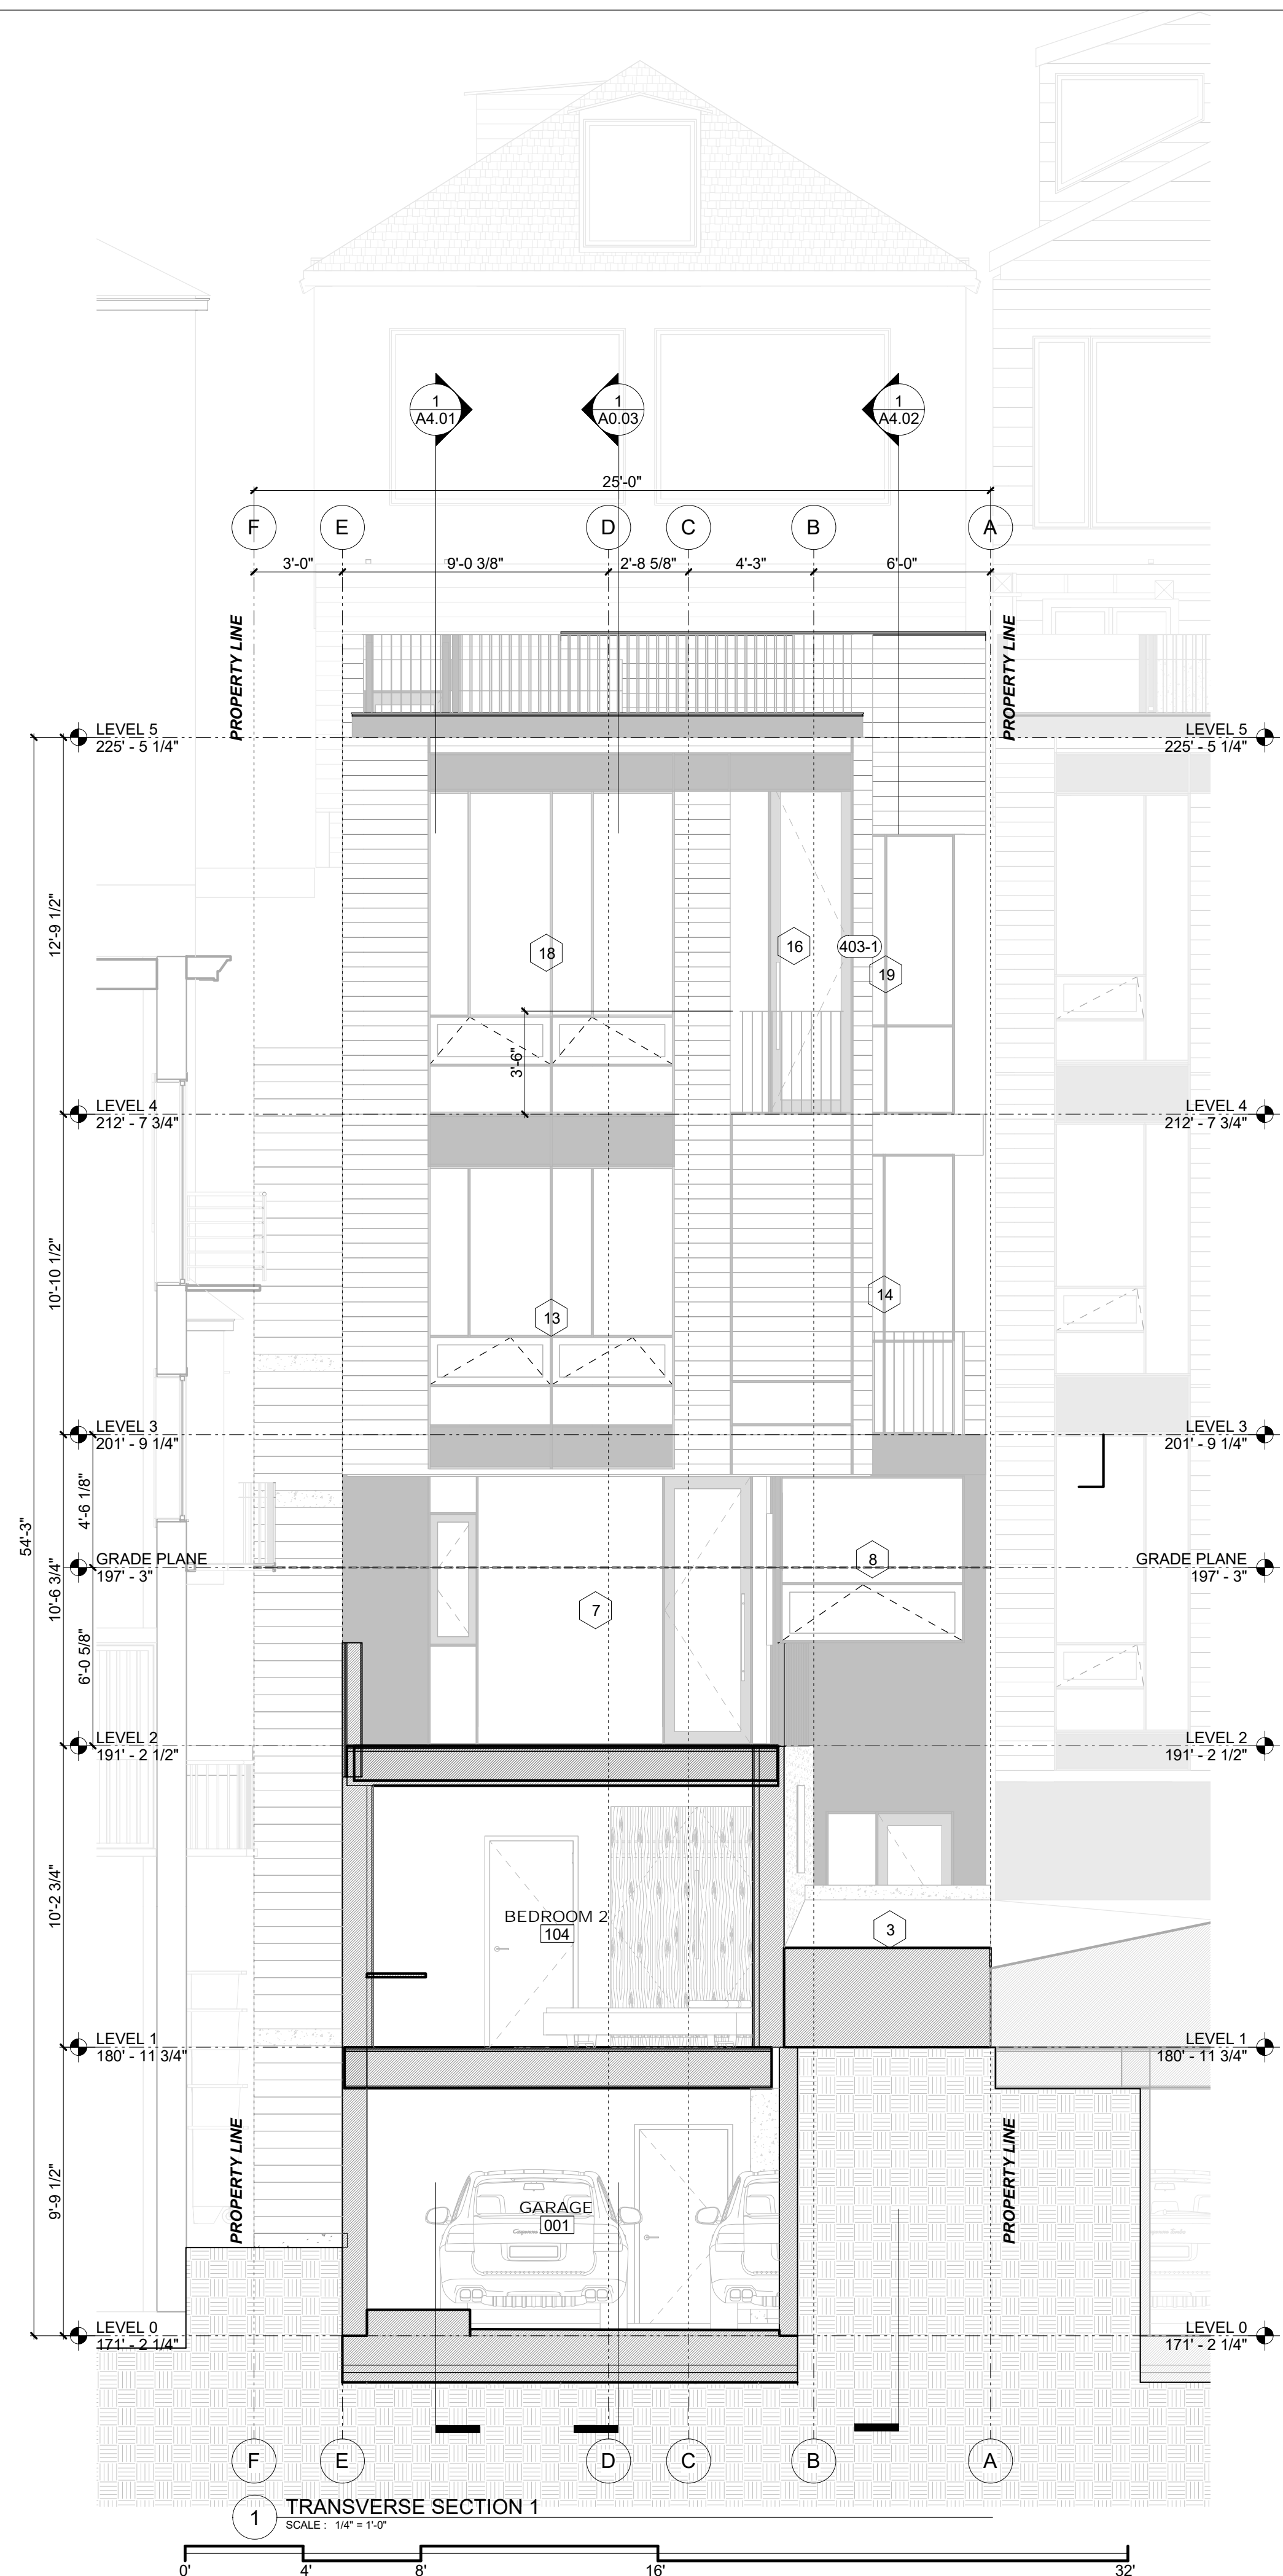 1
A4.01
1
A0.03
1
A4.02
25'-0"
F
E
D
C
B
A
3'-0"
9'-0 3/8"
2'-8 5/8"
4'-3"
6'-0"
PROPERTY LINE
PROPERTY LINE
LEVEL 5
225' - 5 1/4"
LEVEL 5
225' - 5 1/4"
12'-9 1/2"
18
16
403-1
19
3'-6"
LEVEL 4
212' - 7 3/4"
LEVEL 4
212' - 7 3/4"
10'-10 1/2"
13
14
LEVEL 3
201' - 9 1/4"
LEVEL 3
201' - 9 1/4"
54'-3"
10'-6 3/4"
4'-6 1/8"
6'-0 5/8"
GRADE PLANE
197' - 3"
GRADE PLANE
197' - 3"
7
8
LEVEL 2
191' - 2 1/2"
LEVEL 2
191' - 2 1/2"
10'-2 3/4"
BEDROOM 2
104
3
LEVEL 1
180' - 11 3/4"
LEVEL 1
180' - 11 3/4"
9'-9 1/2"
PROPERTY LINE
PROPERTY LINE
GARAGE
001
Cayenne
LEVEL 0
171' - 2 1/4"
LEVEL 0
171' - 2 1/4"
F
E
D
C
B
A
1
TRANSVERSE SECTION 1
SCALE : 1/4" = 1'-0"
0'
4'
8'
16'
32'